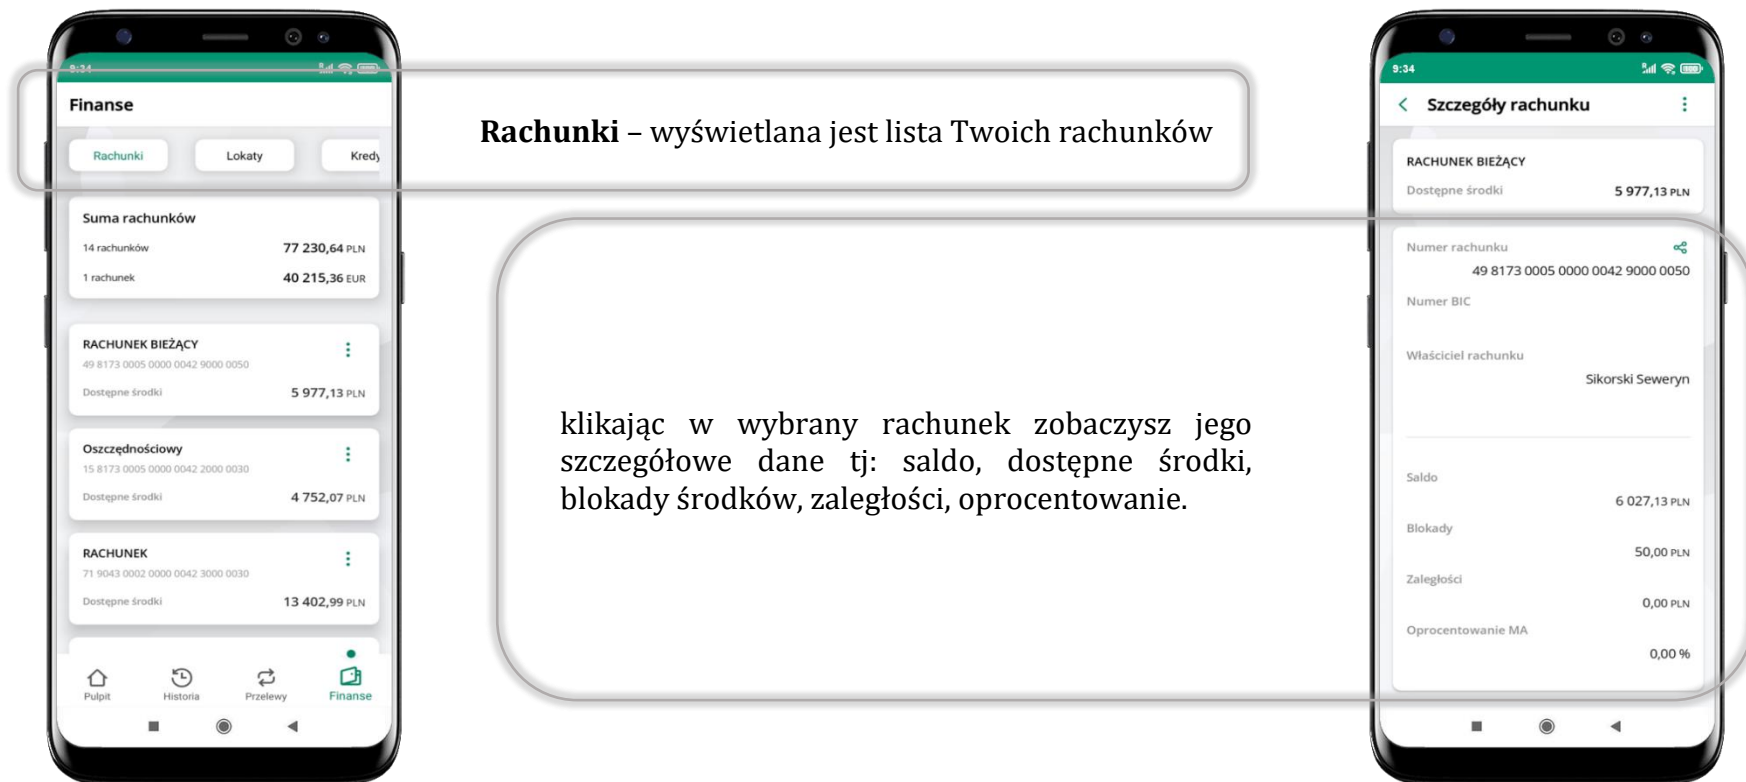 9:34
Finanse
Rachunki Lokaty Kredy
Suma rachunków
14 rachunków 77 230,64 PLN
1 rachunek 40 215,36 EUR
RACHUNEK BIEŻĄCY
49 8173 0005 0000 0042 9000 0050
Dostępne środki 5 977,13 PLN
Oszczędnościowy
15 8173 0005 0000 0042 2000 0030
Dostępne środki 4 752,07 PLN
RACHUNEK
71 9043 0002 0000 0042 3000 0030
Dostępne środki 13 402,99 PLN
Pulpit Historia Przelewy Finanse
Rachunki – wyświetlana jest lista Twoich rachunków
klikając w wybrany rachunek zobaczysz jego
szczegółowe dane tj: saldo, dostępne środki,
blokady środków, zaległości, oprocentowanie.
9:34
Szczegóły rachunku
RACHUNEK BIEŻĄCY
Dostępne środki 5 977,13 PLN
Numer rachunku
49 8173 0005 0000 0042 9000 0050
Numer BIC
Właściciel rachunku
Sikorski Seweryn
Saldo
6 027,13 PLN
Blokady
50,00 PLN
Zaległości
0,00 PLN
Oprocentowanie MA
0,00 %